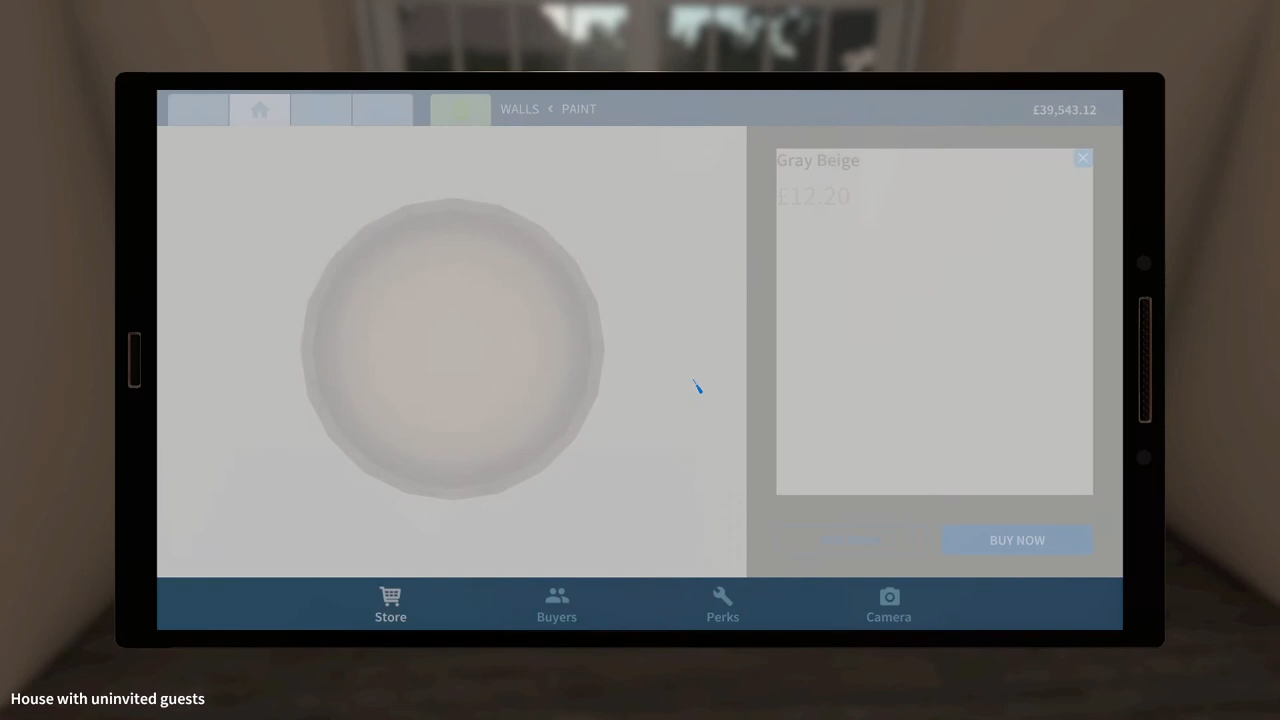 WALLS < PAINT
£39,543.12
Gray Beige
£12.20
BUY NOW
Store
Buyers
Perks
Camera
House with uninvited guests